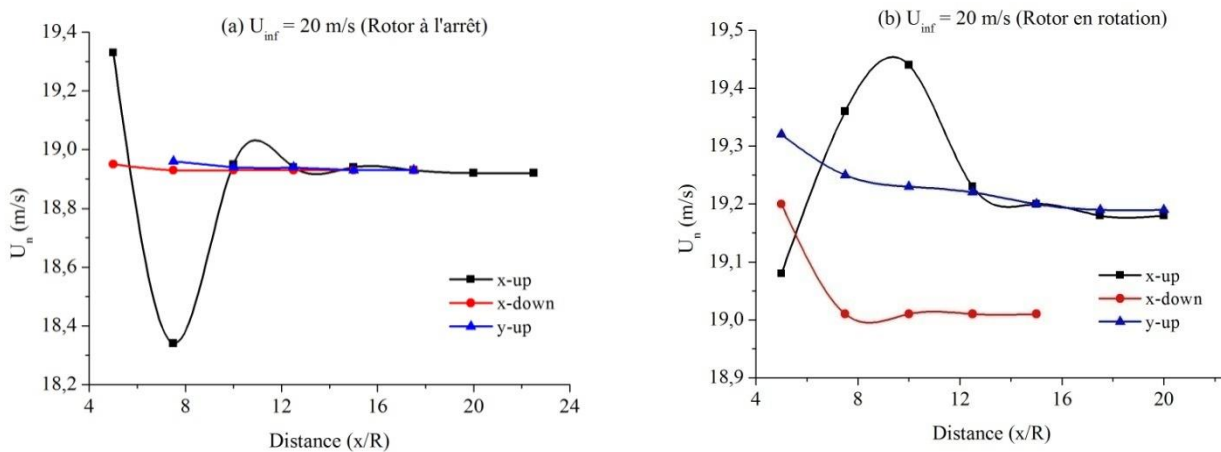 (a) U_inf = 20 m/s (Rotor à l'arrêt)
19,4
19,2
19,0
18,8
18,6
18,4
18,2
U_n (m/s)
x-up
x-down
y-up
4 8 12 16 20 24
Distance (x/R)
(b) U_inf = 20 m/s (Rotor en rotation)
19,5
19,4
19,3
19,2
19,1
19,0
18,9
U_n (m/s)
x-up
x-down
y-up
4 8 12 16 20
Distance (x/R)